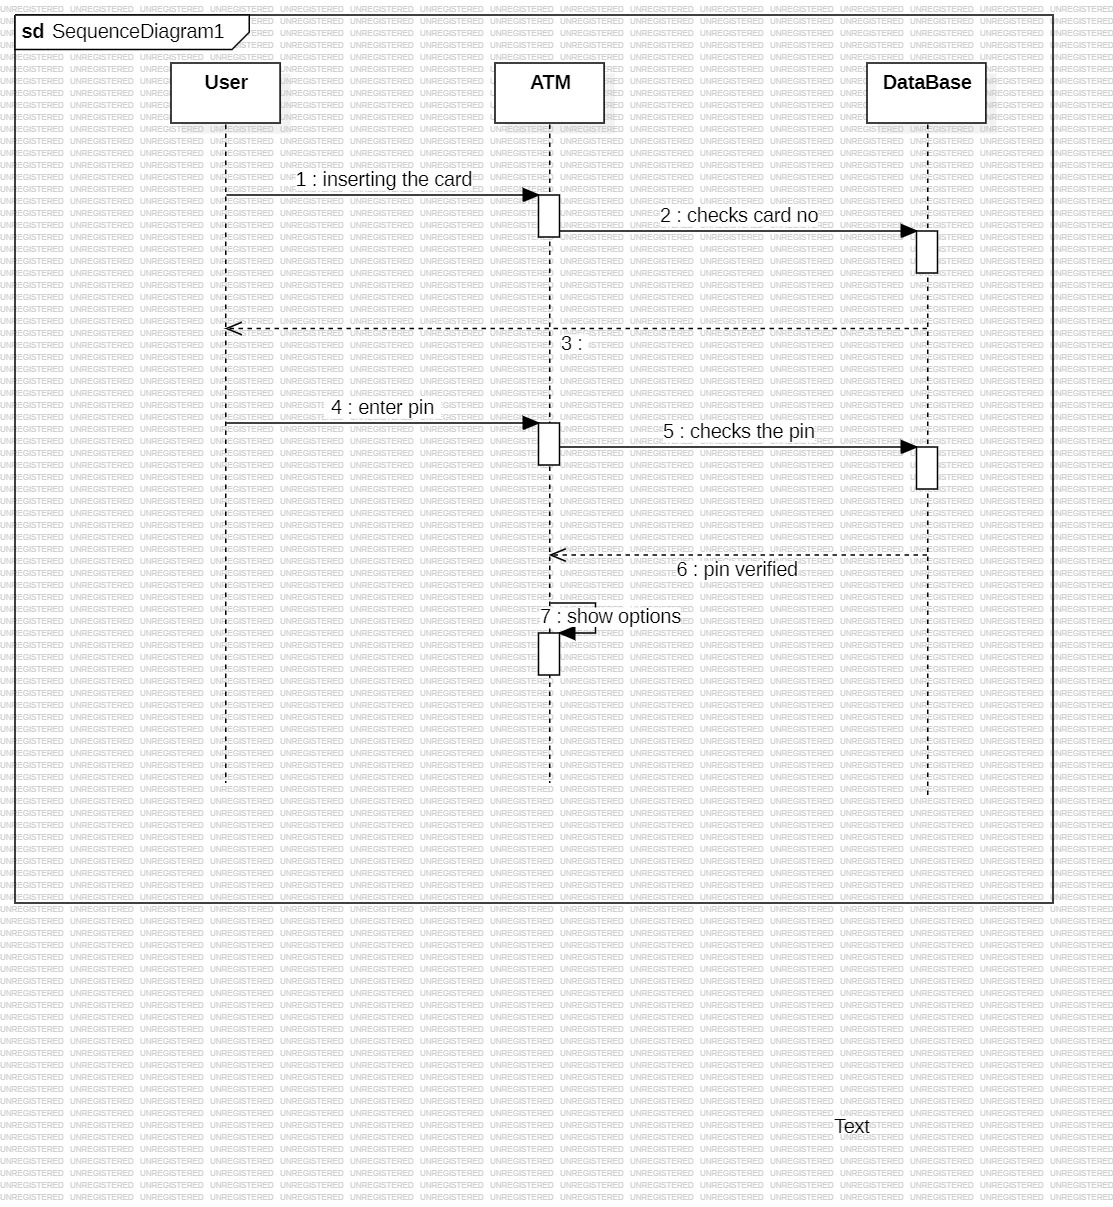 sd SequenceDiagram1
User
ATM
DataBase
1 : inserting the card
2 : checks card no
3 :
4 : enter pin
5 : checks the pin
6 : pin verified
7 : show options
Text
UNREGISTERED